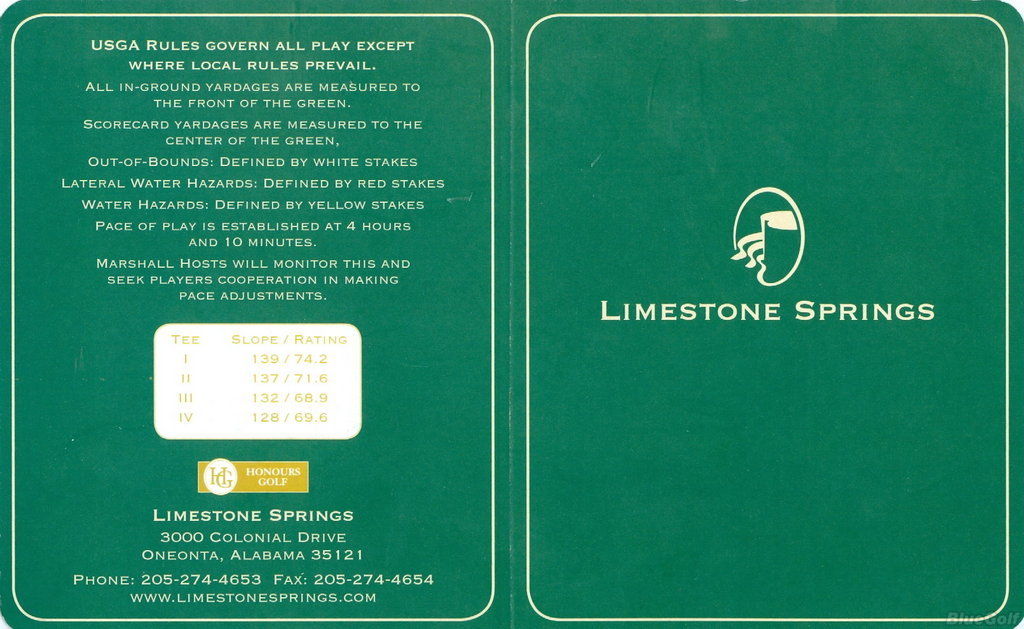 USGA Rules govern all play except
where local rules prevail.
All in-ground yardages are measured to
the front of the green.
Scorecard yardages are measured to the
center of the green,
Out-of-Bounds: Defined by white stakes
Lateral Water Hazards: Defined by red stakes
Water Hazards: Defined by yellow stakes
Pace of play is established at 4 hours
and 10 minutes.
Marshall Hosts will monitor this and
seek players cooperation in making
pace adjustments.
Tee Slope / Rating
I 139 / 74.2
II 137 / 71.6
III 132 / 68.9
IV 128 / 69.6
HG HONOURS
GOLF
Limestone Springs
3000 Colonial Drive
Oneonta, Alabama 35121
Phone: 205-274-4653 Fax: 205-274-4654
www.limestonesprings.com
Limestone Springs
BlueGolf